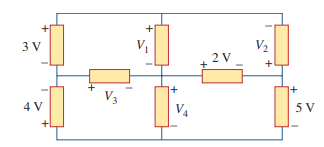 + + −
3 V V₁ V₂
2 V
− − + − +
− + − + +
V₃
4 V V₄ 5 V
+ − −